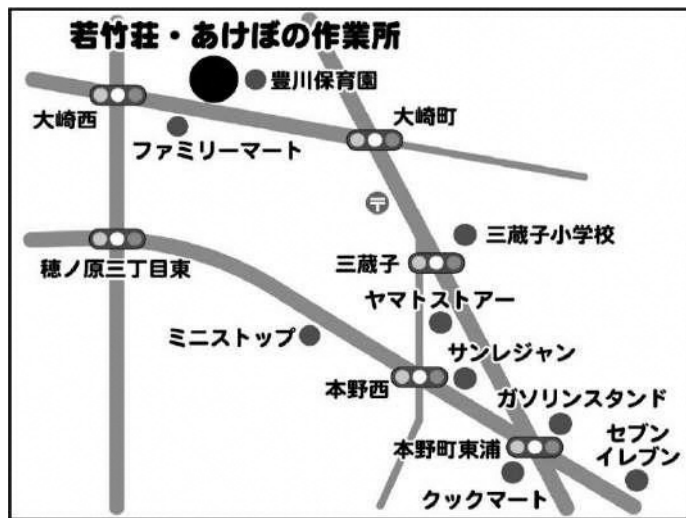 若竹荘・あけぼの作業所
豊川保育園
大崎西
大崎町
ファミリーマート
〒
三蔵子小学校
三蔵子
穂ノ原三丁目東
ヤマトストアー
ミニストップ
サンレジャン
本野西
ガソリンスタンド
セブン
イレブン
本野町東浦
クックマート